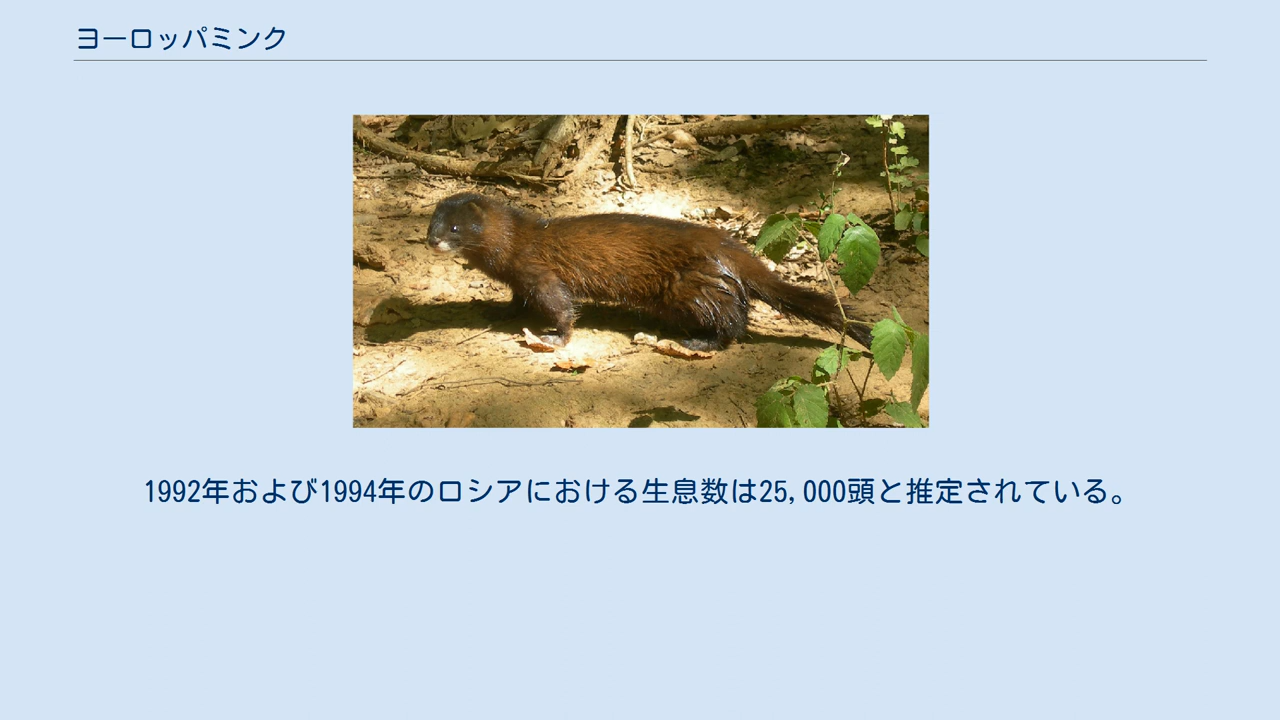 ヨーロッパミンク
1992年および1994年のロシアにおける生息数は25,000頭と推定されている。